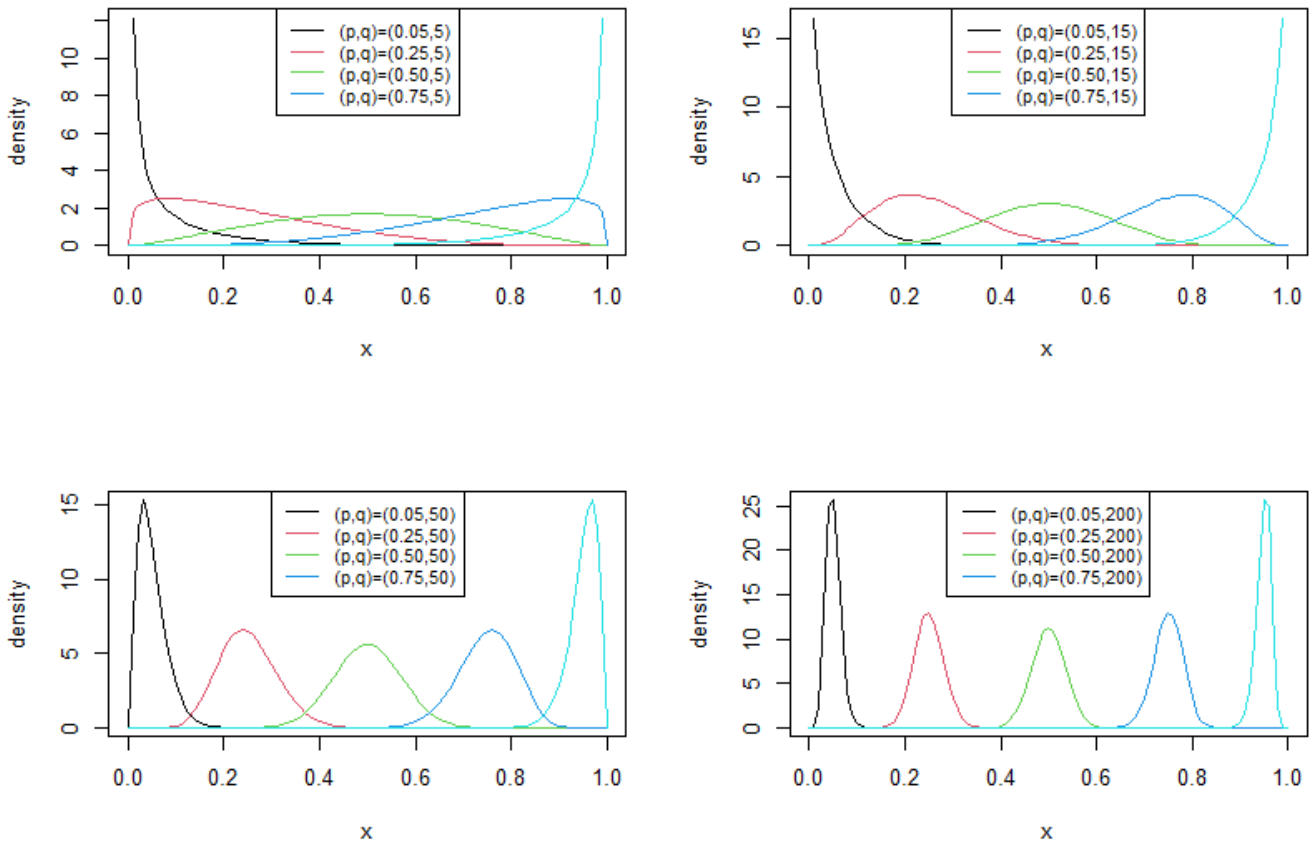 density
0 2 4 6 8 10
(p,q)=(0.05,5)
(p,q)=(0.25,5)
(p,q)=(0.50,5)
(p,q)=(0.75,5)
0.0 0.2 0.4 0.6 0.8 1.0
x
density
0 5 10 15
(p,q)=(0.05,15)
(p,q)=(0.25,15)
(p,q)=(0.50,15)
(p,q)=(0.75,15)
0.0 0.2 0.4 0.6 0.8 1.0
x
density
0 5 10 15
(p,q)=(0.05,50)
(p,q)=(0.25,50)
(p,q)=(0.50,50)
(p,q)=(0.75,50)
0.0 0.2 0.4 0.6 0.8 1.0
x
density
0 5 10 15 20 25
(p,q)=(0.05,200)
(p,q)=(0.25,200)
(p,q)=(0.50,200)
(p,q)=(0.75,200)
0.0 0.2 0.4 0.6 0.8 1.0
x